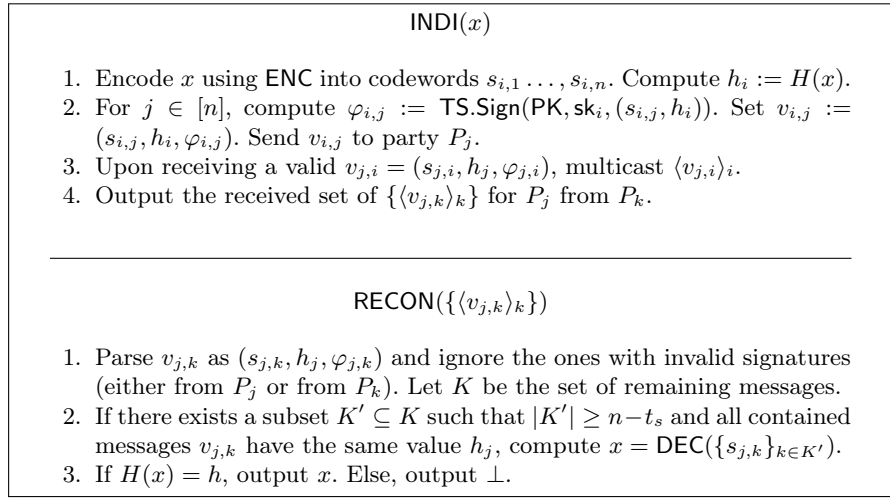 INDI(x)
1. Encode x using ENC into codewords s_{i,1} …, s_{i,n}. Compute h_i := H(x).
2. For j ∈ [n], compute φ_{i,j} := TS.Sign(PK, sk_i, (s_{i,j}, h_i)). Set v_{i,j} :=
(s_{i,j}, h_i, φ_{i,j}). Send v_{i,j} to party P_j.
3. Upon receiving a valid v_{j,i} = (s_{j,i}, h_j, φ_{j,i}), multicast ⟨v_{j,i}⟩_i.
4. Output the received set of {⟨v_{j,k}⟩_k} for P_j from P_k.
RECON({⟨v_{j,k}⟩_k})
1. Parse v_{j,k} as (s_{j,k}, h_j, φ_{j,k}) and ignore the ones with invalid signatures
(either from P_j or from P_k). Let K be the set of remaining messages.
2. If there exists a subset K′ ⊆ K such that |K′| ≥ n−t_s and all contained
messages v_{j,k} have the same value h_j, compute x = DEC({s_{j,k}}_{k∈K′}).
3. If H(x) = h, output x. Else, output ⊥.